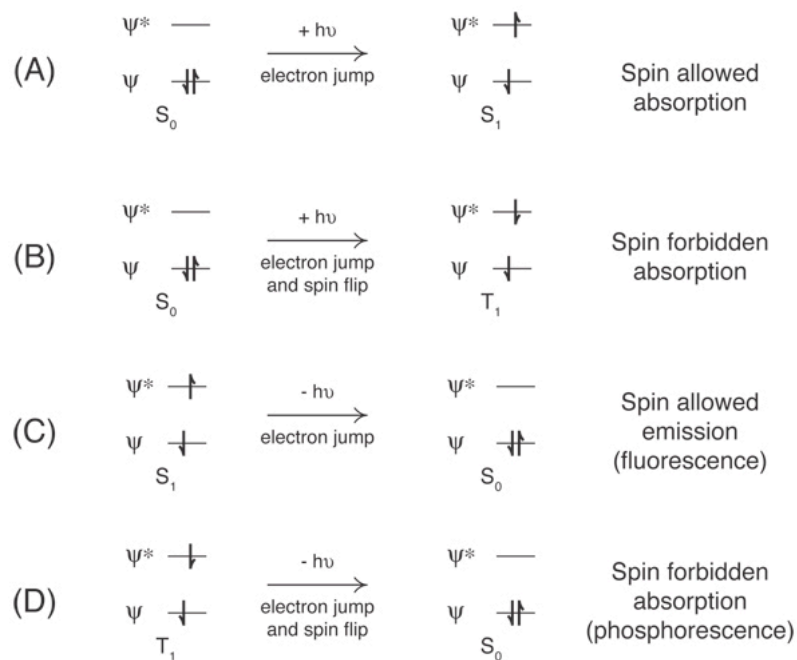 ψ* + hυ ψ*
(A) ψ electron jump ψ Spin allowed
absorption
S₀ S₁
ψ* + hυ ψ*
(B) ψ electron jump
and spin flip ψ Spin forbidden
absorption
S₀ T₁
ψ* - hυ ψ*
(C) ψ electron jump ψ Spin allowed
emission
(fluorescence)
S₁ S₀
ψ* - hυ ψ*
(D) ψ electron jump
and spin flip ψ Spin forbidden
absorption
(phosphorescence)
T₁ S₀